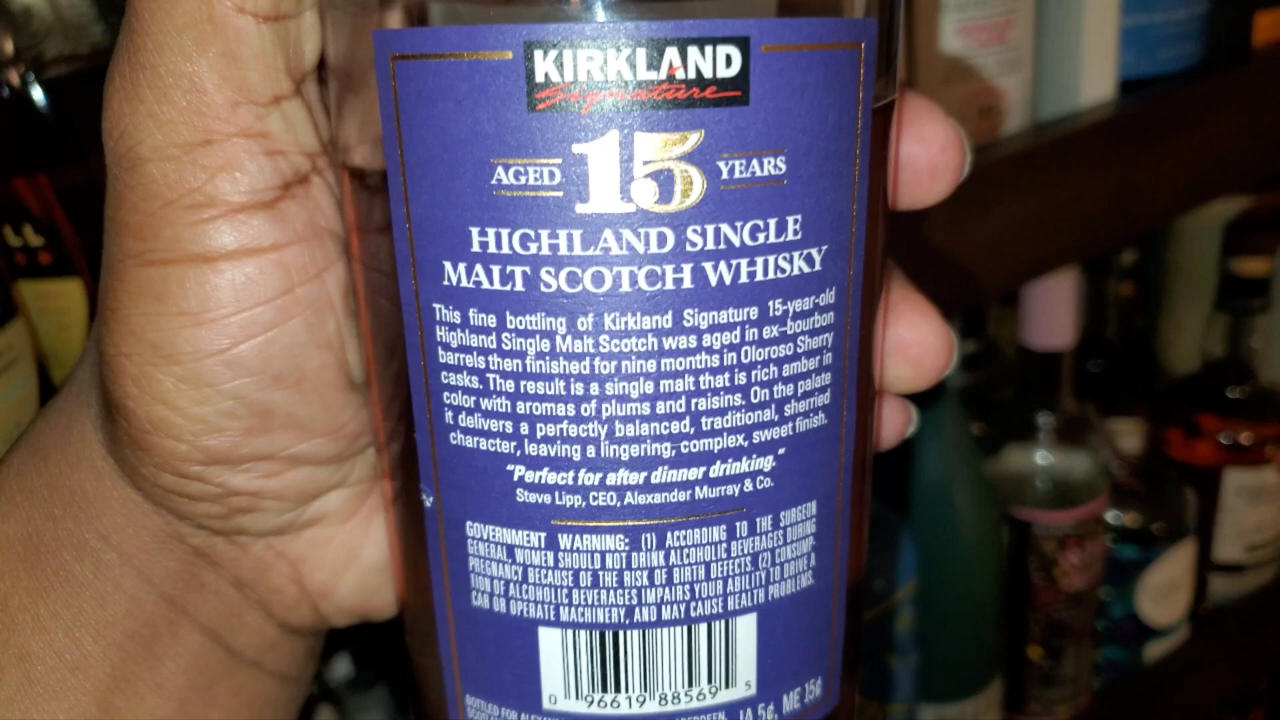 KIRKLAND
Signature
AGED 15 YEARS
HIGHLAND SINGLE
MALT SCOTCH WHISKY
This fine bottling of Kirkland Signature 15-year-old
Highland Single Malt Scotch was aged in ex-bourbon
barrels then finished for nine months in Oloroso Sherry
casks. The result is a single malt that is rich amber in
color with aromas of plums and raisins. On the palate
it delivers a perfectly balanced, traditional, sherried
character, leaving a lingering, complex, sweet finish.
"Perfect for after dinner drinking."
Steve Lipp, CEO, Alexander Murray & Co.
GOVERNMENT WARNING: (1) ACCORDING TO THE SURGEON
GENERAL, WOMEN SHOULD NOT DRINK ALCOHOLIC BEVERAGES DURING
PREGNANCY BECAUSE OF THE RISK OF BIRTH DEFECTS. (2) CONSUMP-
TION OF ALCOHOLIC BEVERAGES IMPAIRS YOUR ABILITY TO DRIVE A
CAR OR OPERATE MACHINERY, AND MAY CAUSE HEALTH PROBLEMS.
0 96619 88569 5
BOTTLED FOR IA 5¢, ME 15¢